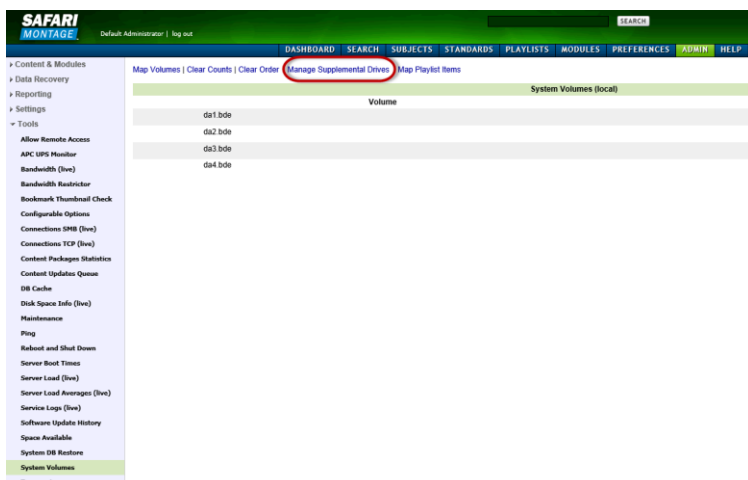 SAFARI
MONTAGE
Default Administrator | log out
SEARCH
DASHBOARD SEARCH SUBJECTS STANDARDS PLAYLISTS MODULES PREFERENCES ADMIN HELP
Content & Modules
Data Recovery
Reporting
Settings
Tools
Allow Remote Access
APC UPS Monitor
Bandwidth (live)
Bandwidth Restrictor
Bookmark Thumbnail Check
Configurable Options
Connections SMB (live)
Connections TCP (live)
Content Packages Statistics
Content Updates Queue
DB Cache
Disk Space Info (live)
Maintenance
Ping
Reboot and Shut Down
Server Boot Times
Server Load (live)
Server Load Averages (live)
Service Logs (live)
Software Update History
Space Available
System DB Restore
System Volumes
Map Volumes | Clear Counts | Clear Order | Manage Supplemental Drives | Map Playlist Items
System Volumes (local)
Volume
da1.bde
da2.bde
da3.bde
da4.bde